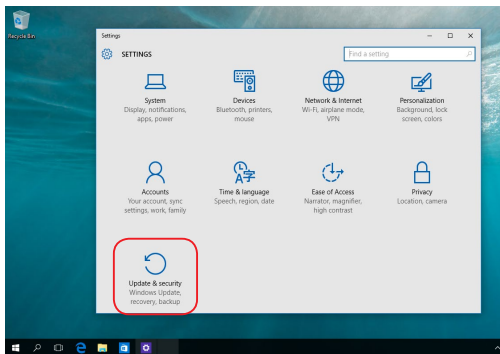 Recycle Bin
Settings
SETTINGS
Find a setting
System
Display, notifications,
apps, power
Devices
Bluetooth, printers,
mouse
Network & Internet
Wi-Fi, airplane mode,
VPN
Personalization
Background, lock
screen, colors
Accounts
Your account, sync
settings, work, family
Time & language
Speech, region, date
Ease of Access
Narrator, magnifier,
high contrast
Privacy
Location, camera
Update & security
Windows Update,
recovery, backup